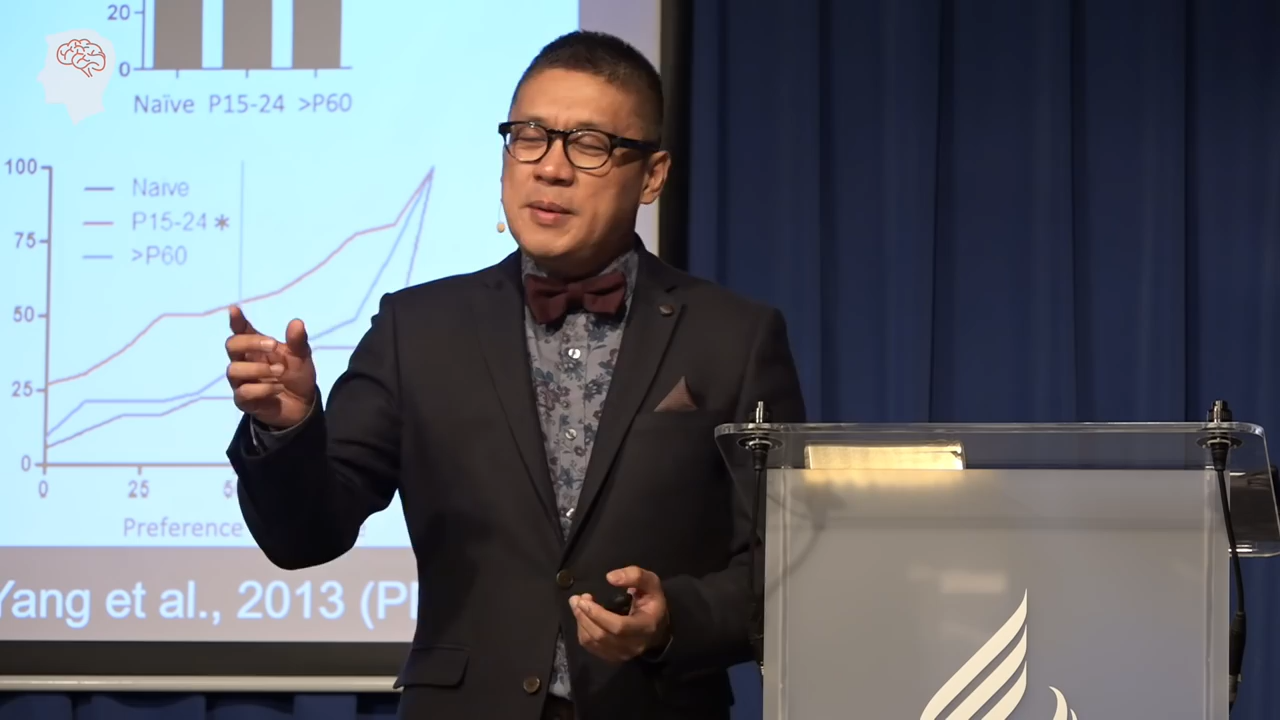 20
0
Naïve P15-24 >P60
100
75
50
25
0
Naïve
P15-24*
>P60
0 25
Preference
Yang et al., 2013